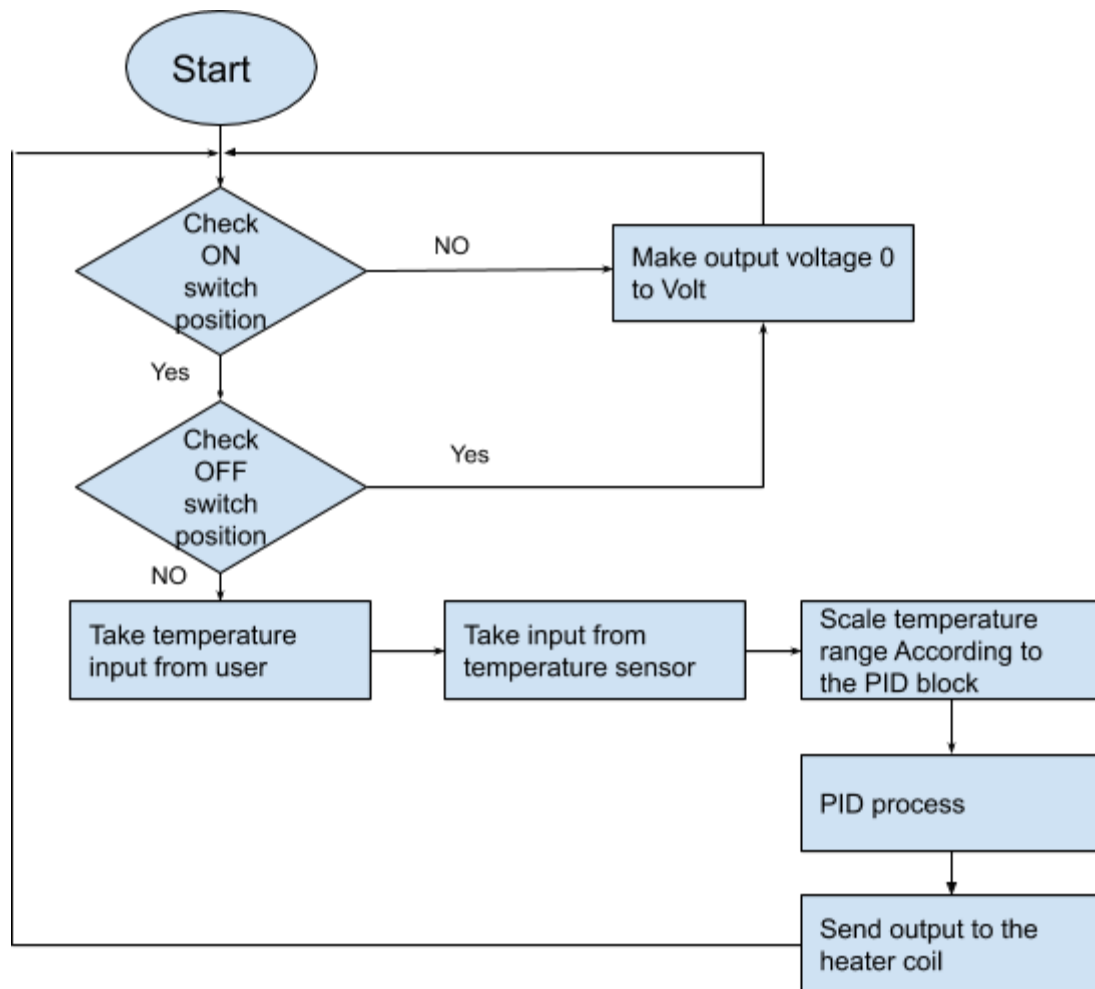 Start
Check
ON
switch
position
NO
Make output voltage 0
to Volt
Yes
Check
OFF
switch
position
Yes
NO
Take temperature
input from user
Take input from
temperature sensor
Scale temperature
range According to
the PID block
PID process
Send output to the
heater coil